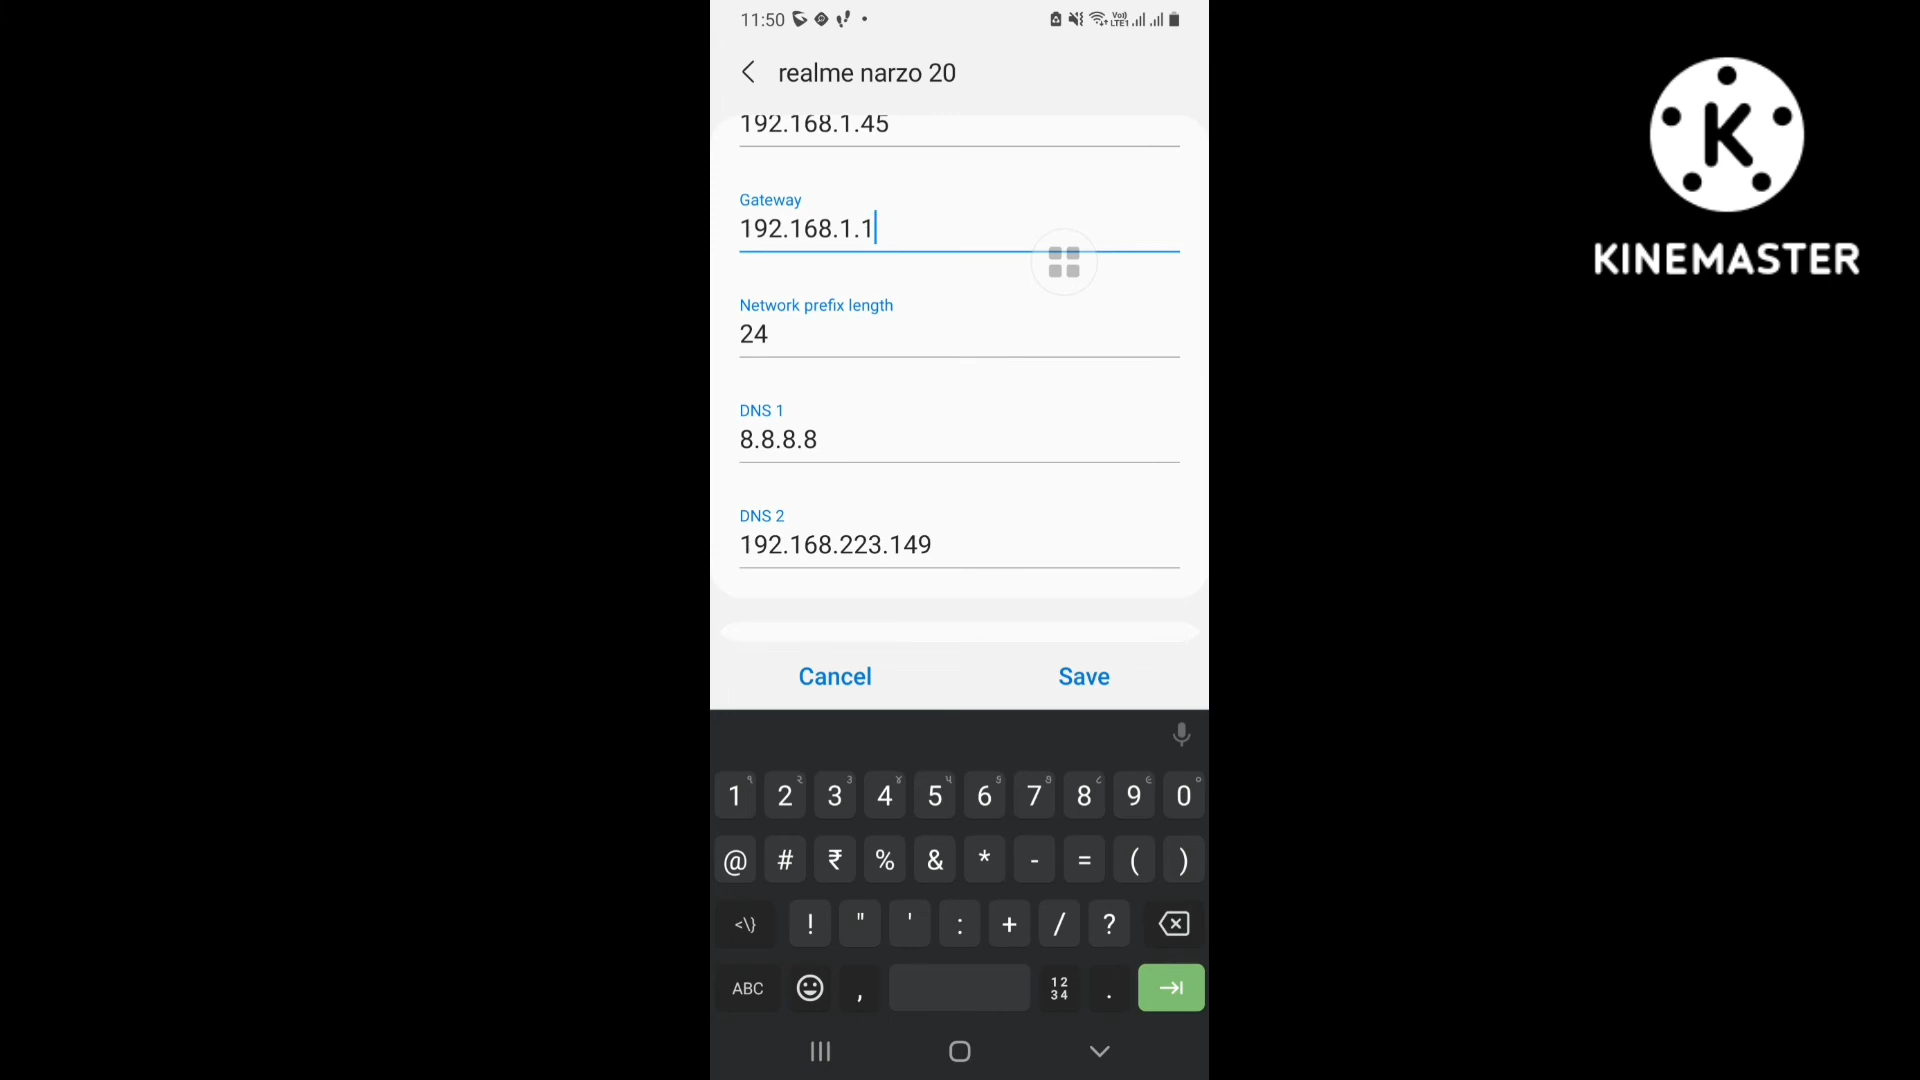 11:50 Vo)) LTE1
realme narzo 20
192.168.1.45
Gateway
192.168.1.1
Network prefix length
24
DNS 1
8.8.8.8
DNS 2
192.168.223.149
Cancel Save
1 2 3 4 5 6 7 8 9 0
@ # ₹ % & * - = ( )
<\} ! " ' : + / ?
ABC , 12 34 .
K
KINEMASTER